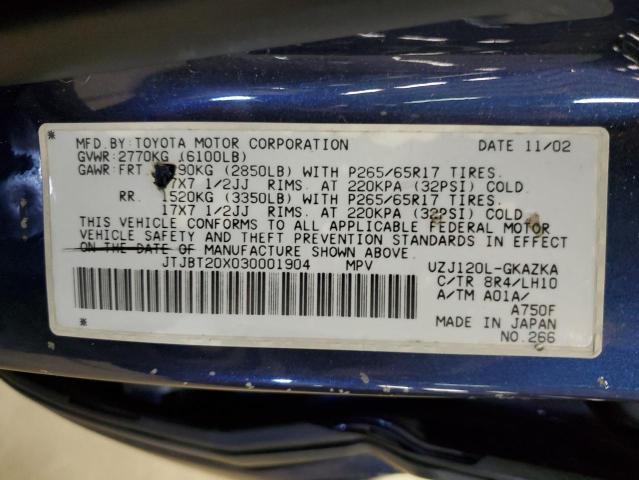 MFD.BY:TOYOTA MOTOR CORPORATION DATE 11/02
GVWR:2770KG (6100LB)
GAWR:FRT 90KG (2850LB) WITH P265/65R17 TIRES.
7X7 1/2JJ RIMS. AT 220KPA (32PSI) COLD.
RR. 1520KG (3350LB) WITH P265/65R17 TIRES.
17X7 1/2JJ RIMS. AT 220KPA (32PSI) COLD.
THIS VEHICLE CONFORMS TO ALL APPLICABLE FEDERAL MOTOR
VEHICLE SAFETY AND THEFT PREVENTION STANDARDS IN EFFECT
ON THE DATE OF MANUFACTURE SHOWN ABOVE.
JTJBT20X030001904 MPV UZJ120L-GKAZKA
C/TR 8R4/LH10
A/TM A01A/
A750F
MADE IN JAPAN
NO.266